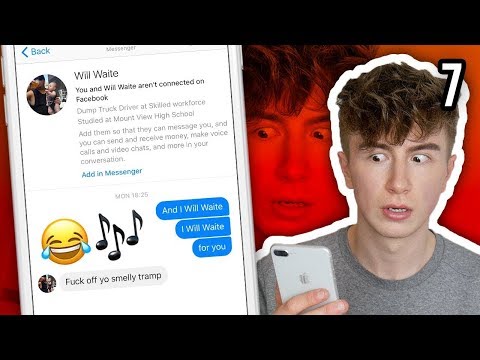 Back
Messenger
Will Waite
You and Will Waite aren't connected on
Facebook
Dump Truck Driver at Skilled workforce
Studied at Mount View High School
Add them so that they can message you, and
you can send and receive money, make voice
calls and video chats, and more in your
conversation.
Add in Messenger
MON 16:25
And I Will Waite
I Will Waite
for you
Fuck off yo smelly tramp
7